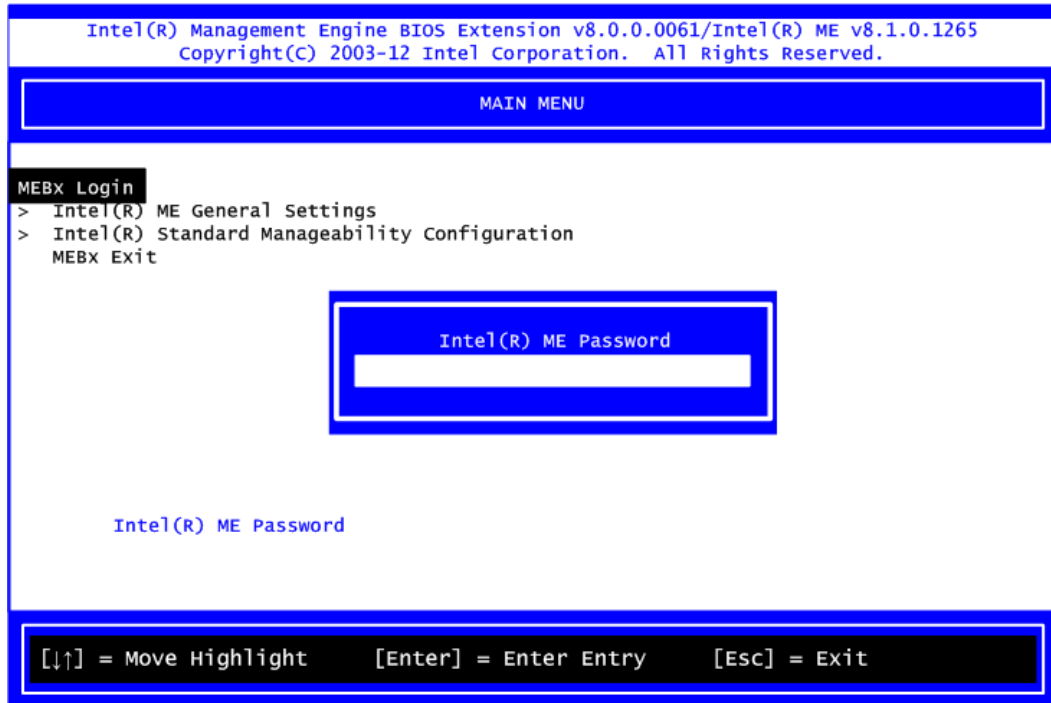 Intel(R) Management Engine BIOS Extension v8.0.0.0061/Intel(R) ME v8.1.0.1265
Copyright(C) 2003-12 Intel Corporation. All Rights Reserved.
MAIN MENU
MEBx Login
> Intel(R) ME General Settings
> Intel(R) Standard Manageability Configuration
MEBx Exit
Intel(R) ME Password
Intel(R) ME Password
[↓↑] = Move Highlight [Enter] = Enter Entry [Esc] = Exit